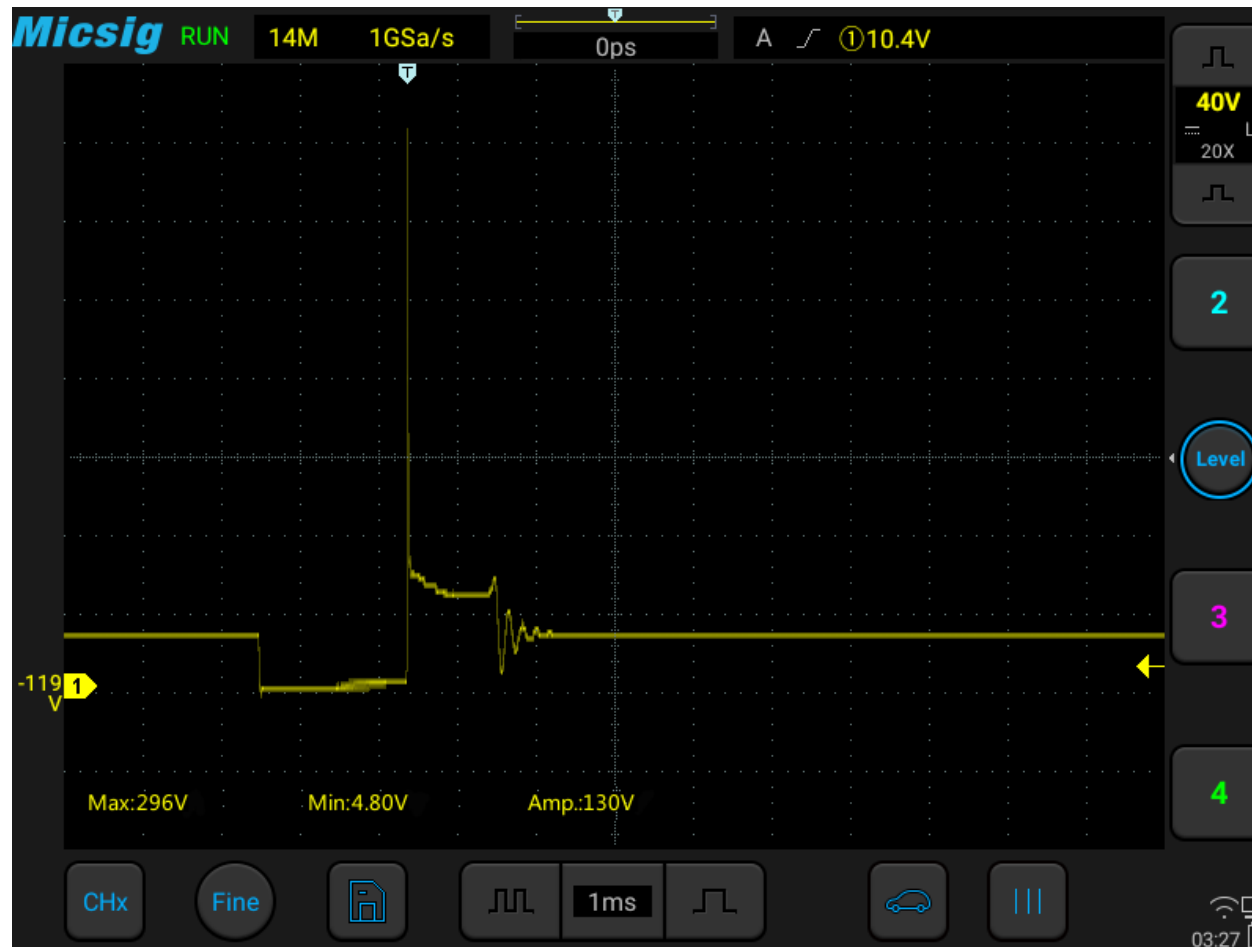 Micsig RUN 14M 1GSa/s 0ps A ①10.4V
T
T
40V
L
20X
2
Level
3
-119 1
V
Max:296V Min:4.80V Amp.:130V
4
CHx Fine 1ms
03:27